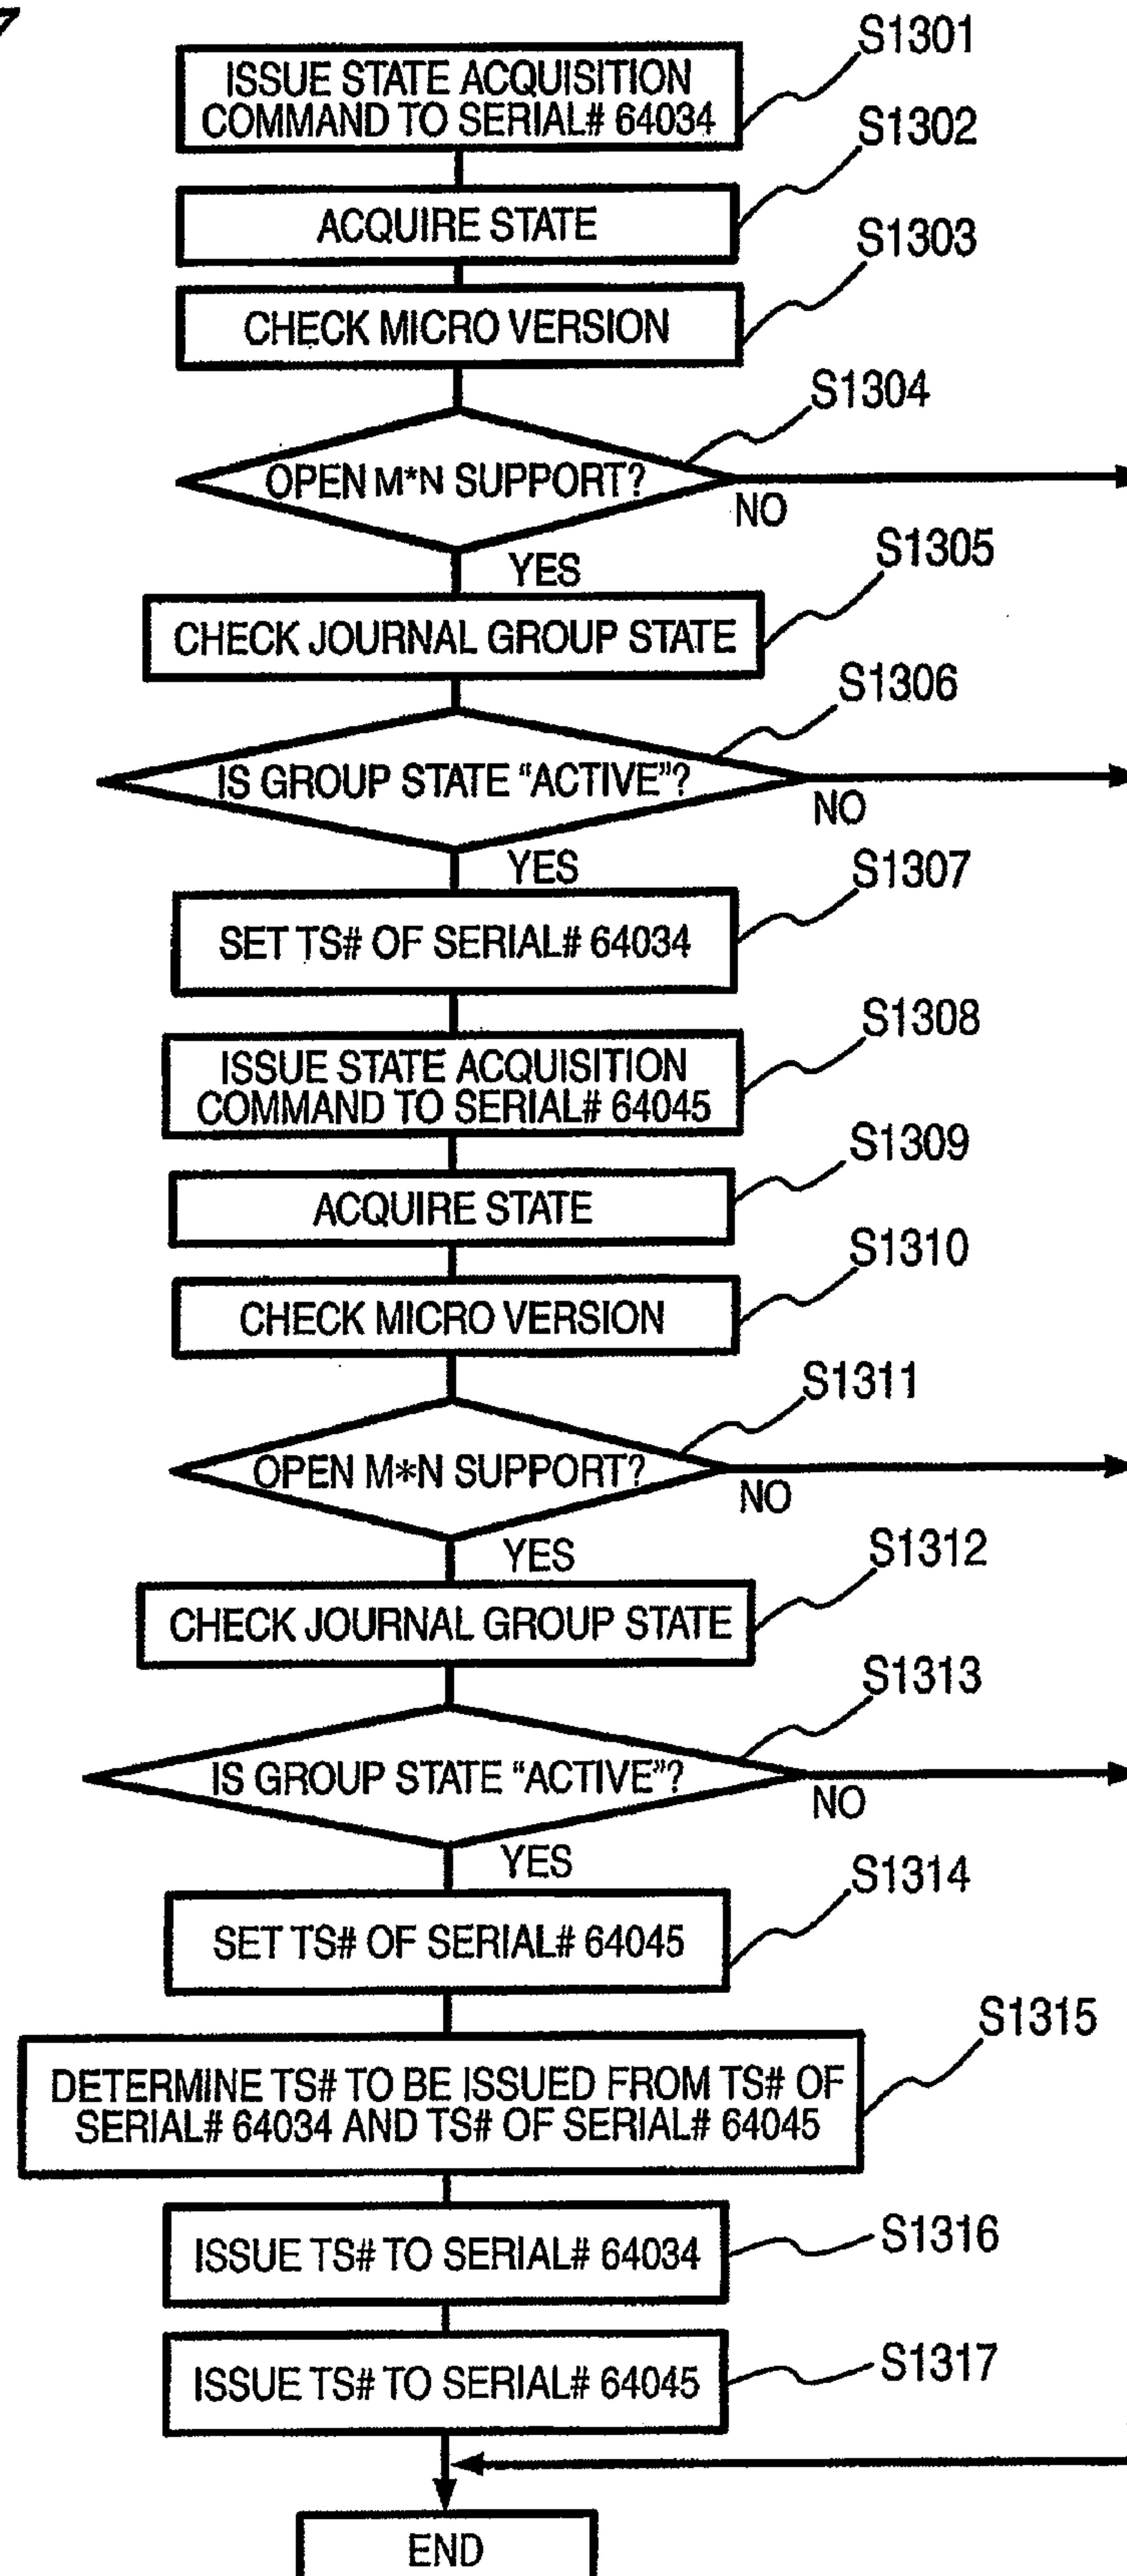 7
S1301
ISSUE STATE ACQUISITION
COMMAND TO SERIAL# 64034
S1302
ACQUIRE STATE
S1303
CHECK MICRO VERSION
S1304
OPEN M*N SUPPORT?
NO
YES
S1305
CHECK JOURNAL GROUP STATE
S1306
IS GROUP STATE “ACTIVE”?
NO
YES
S1307
SET TS# OF SERIAL# 64034
S1308
ISSUE STATE ACQUISITION
COMMAND TO SERIAL# 64045
S1309
ACQUIRE STATE
S1310
CHECK MICRO VERSION
S1311
OPEN M*N SUPPORT?
NO
YES
S1312
CHECK JOURNAL GROUP STATE
S1313
IS GROUP STATE “ACTIVE”?
NO
YES
S1314
SET TS# OF SERIAL# 64045
S1315
DETERMINE TS# TO BE ISSUED FROM TS# OF
SERIAL# 64034 AND TS# OF SERIAL# 64045
S1316
ISSUE TS# TO SERIAL# 64034
S1317
ISSUE TS# TO SERIAL# 64045
END